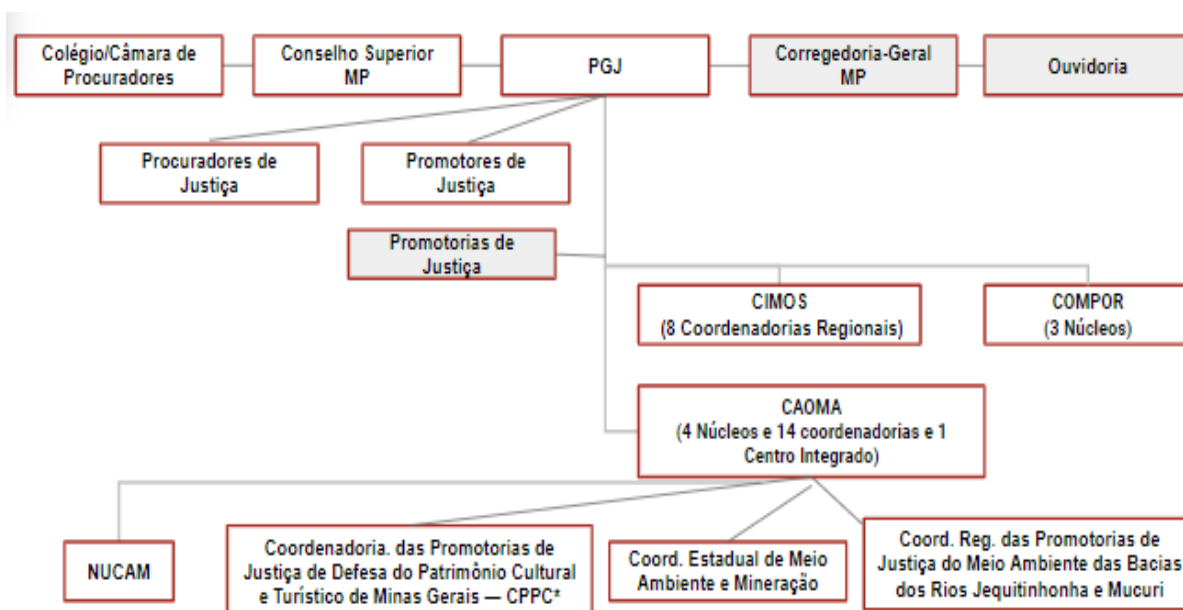 Colégio/Câmara de
Procuradores
Conselho Superior
MP
PGJ
Corregedoria-Geral
MP
Ouvidoria
Procuradores de
Justiça
Promotores de
Justiça
Promotorias de
Justiça
CIMOS
(8 Coordenadorias Regionais)
COMPOR
(3 Núcleos)
CAOMA
(4 Núcleos e 14 coordenadorias e 1
Centro Integrado)
NUCAM
Coordenadoria. das Promotorias de
Justiça de Defesa do Patrimônio Cultural
e Turístico de Minas Gerais — CPPC*
Coord. Estadual de Meio
Ambiente e Mineração
Coord. Reg. das Promotorias de
Justiça do Meio Ambiente das Bacias
dos Rios Jequitinhonha e Mucuri